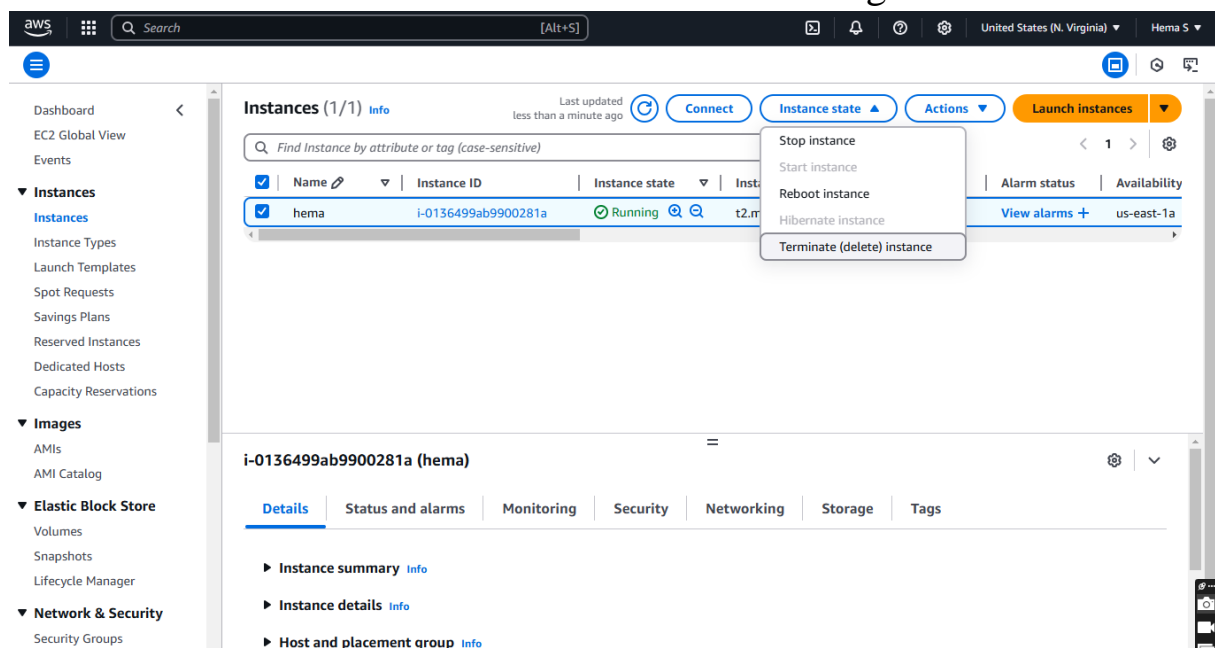 aws
Search
[Alt+S]
United States (N. Virginia)
Hema S
Dashboard
EC2 Global View
Events
Instances
Instances
Instance Types
Launch Templates
Spot Requests
Savings Plans
Reserved Instances
Dedicated Hosts
Capacity Reservations
Images
AMIs
AMI Catalog
Elastic Block Store
Volumes
Snapshots
Lifecycle Manager
Network & Security
Security Groups
Instances (1/1) Info
Last updated
less than a minute ago
Connect
Instance state
Actions
Launch instances
Find Instance by attribute or tag (case-sensitive)
1
Stop instance
Start instance
Reboot instance
Hibernate instance
Terminate (delete) instance
Name
Instance ID
Instance state
Alarm status
Availability
hema
i-0136499ab9900281a
Running
t2.m
View alarms +
us-east-1a
i-0136499ab9900281a (hema)
Details
Status and alarms
Monitoring
Security
Networking
Storage
Tags
Instance summary Info
Instance details Info
Host and placement group Info